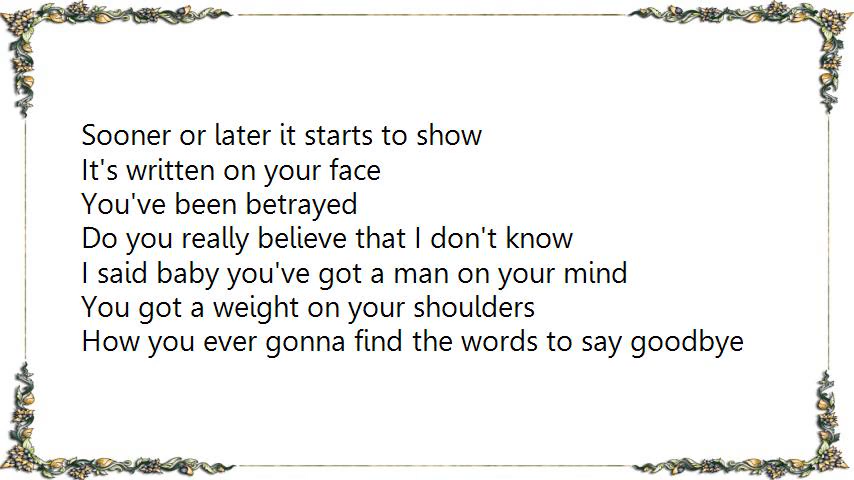 Sooner or later it starts to show
It's written on your face
You've been betrayed
Do you really believe that I don't know
I said baby you've got a man on your mind
You got a weight on your shoulders
How you ever gonna find the words to say goodbye